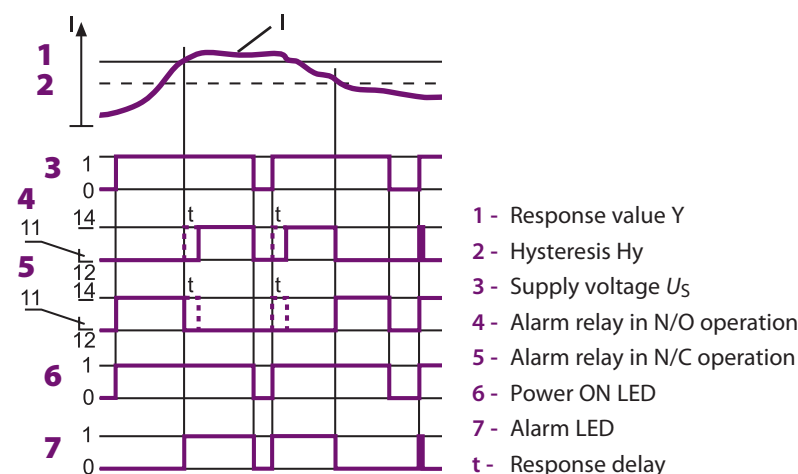 I
I
1
2
3
1
0
4
14
t
t
11
12
5
14
t
t
11
12
6
1
0
7
1
0
1 - Response value Y
2 - Hysteresis Hy
3 - Supply voltage US
4 - Alarm relay in N/O operation
5 - Alarm relay in N/C operation
6 - Power ON LED
7 - Alarm LED
t - Response delay